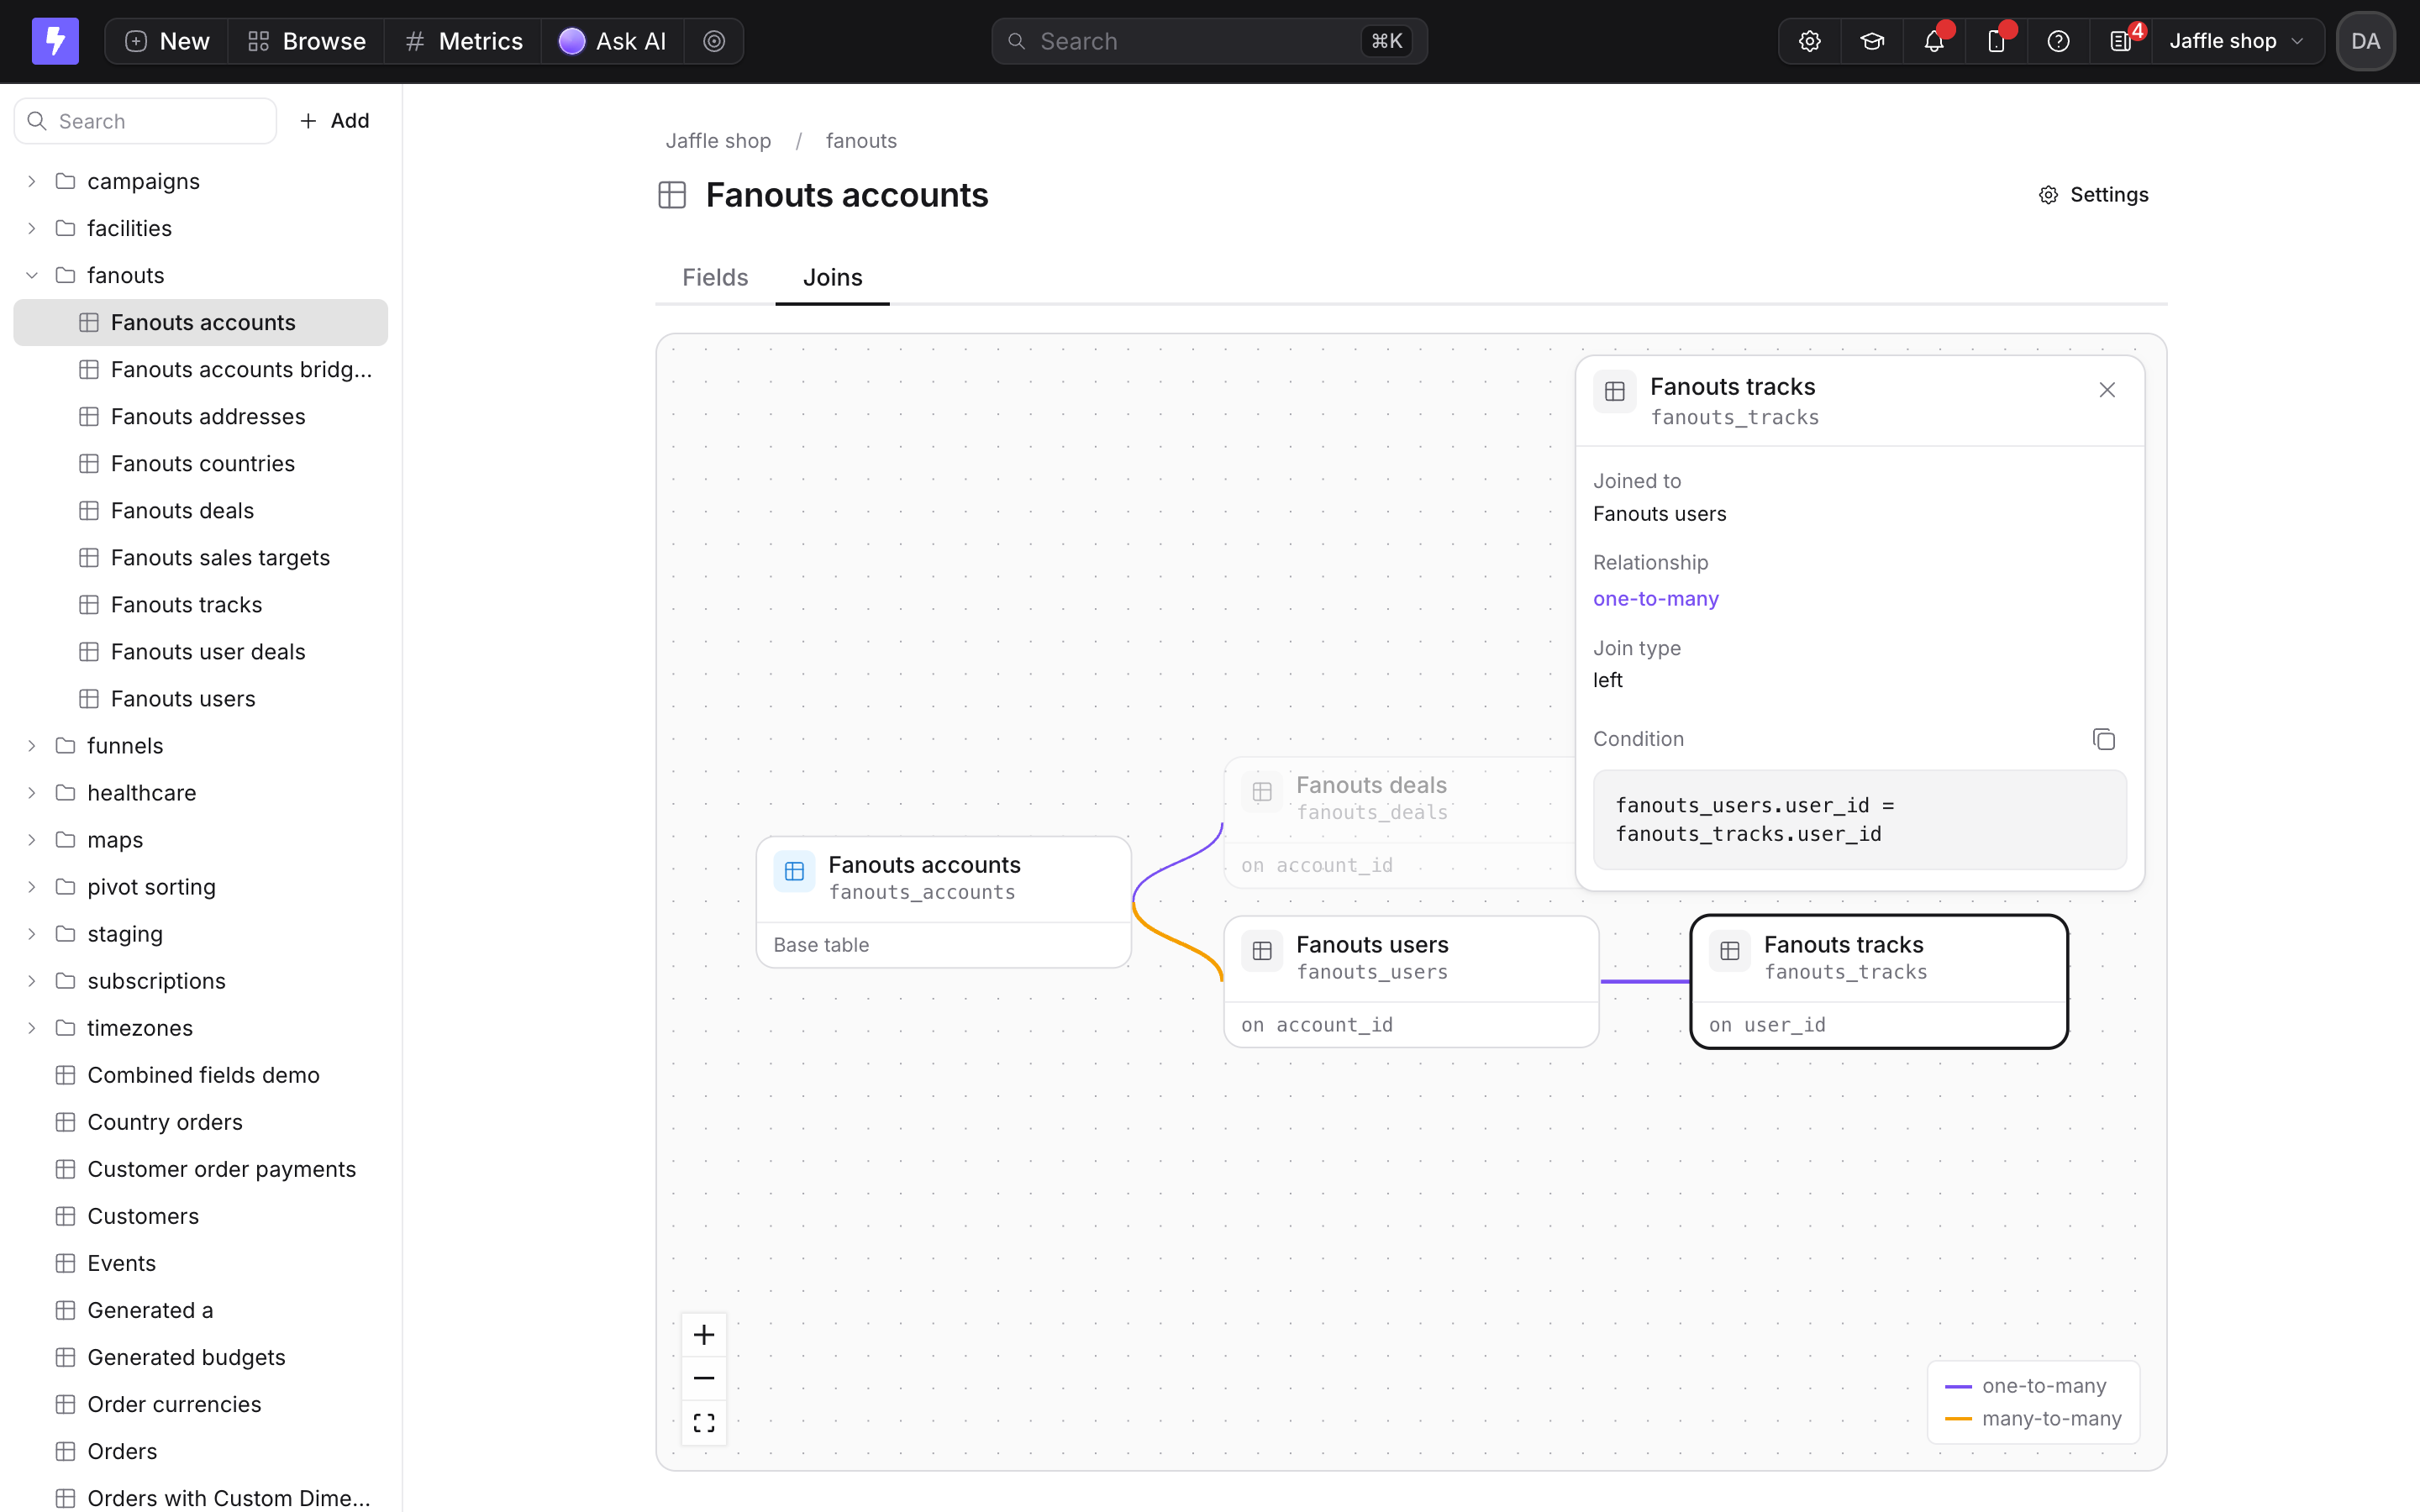 New
Browse
Metrics
Ask AI
Search
⌘K
4
Jaffle shop
DA
Search
Add
campaigns
facilities
fanouts
Fanouts accounts
Fanouts accounts bridg...
Fanouts addresses
Fanouts countries
Fanouts deals
Fanouts sales targets
Fanouts tracks
Fanouts user deals
Fanouts users
funnels
healthcare
maps
pivot sorting
staging
subscriptions
timezones
Combined fields demo
Country orders
Customer order payments
Customers
Events
Generated a
Generated budgets
Order currencies
Orders
Orders with Custom Dime...
Jaffle shop / fanouts
Fanouts accounts
Settings
Fields
Joins
Fanouts tracks
fanouts_tracks
Joined to
Fanouts users
Relationship
one-to-many
Join type
left
Condition
fanouts_users.user_id =
fanouts_tracks.user_id
Fanouts deals
fanouts_deals
on account_id
Fanouts accounts
fanouts_accounts
Base table
Fanouts users
fanouts_users
on account_id
Fanouts tracks
fanouts_tracks
on user_id
one-to-many
many-to-many